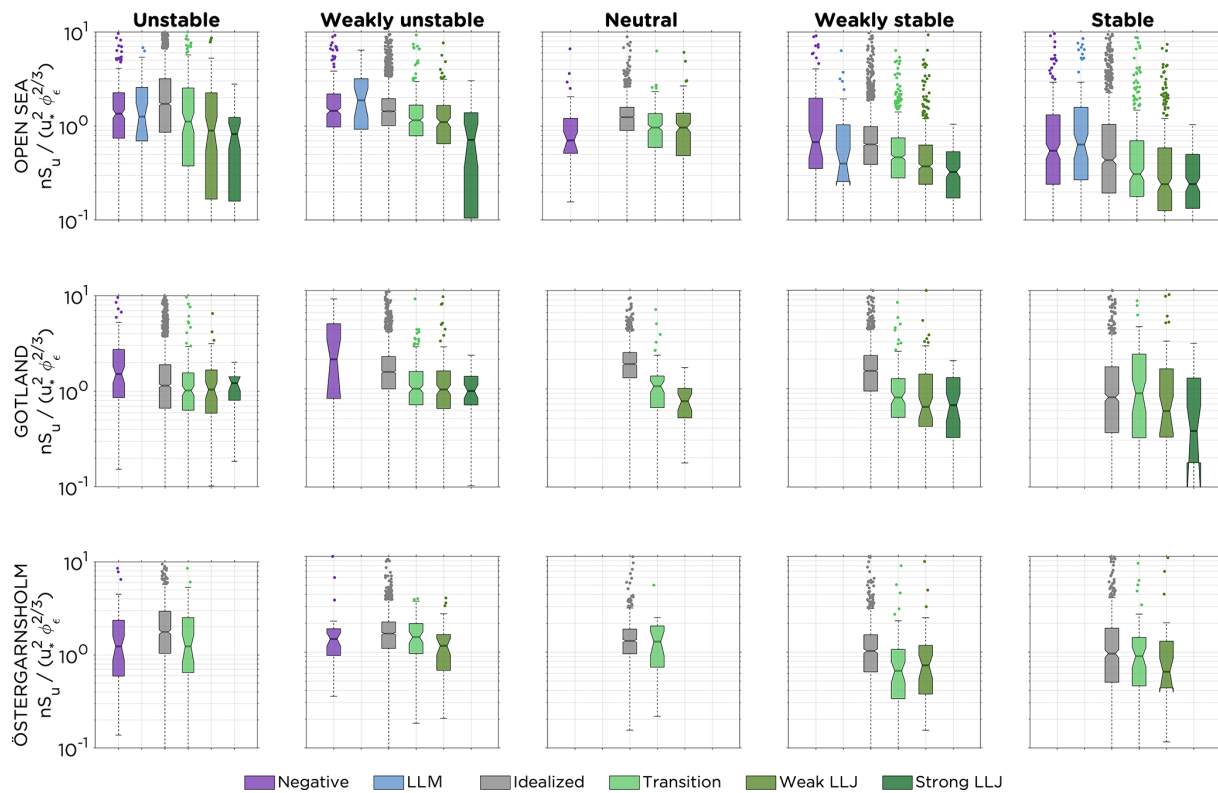 Unstable Weakly unstable Neutral Weakly stable Stable
OPEN SEA
nS_u / (u_*^2 ϕ_ϵ^{2/3})
10^1
10^0
10^-1
GOTLAND
nS_u / (u_*^2 ϕ_ϵ^{2/3})
10^1
10^0
10^-1
ÖSTERGARNSHOLM
nS_u / (u_*^2 ϕ_ϵ^{2/3})
10^1
10^0
10^-1
Negative LLM Idealized Transition Weak LLJ Strong LLJ